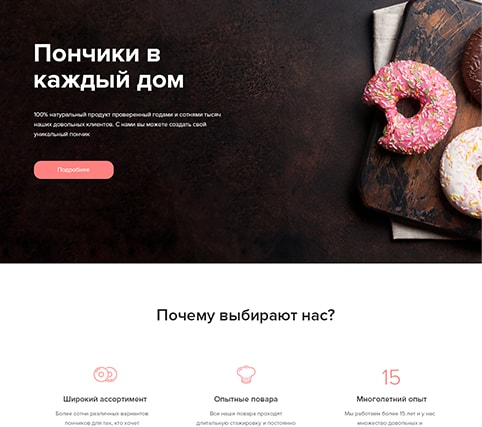 Пончики в
каждый дом
100% натуральный продукт проверенный годами и сотнями тысяч
наших довольных клиентов. С нами вы можете создать свой
уникальный пончик
Подробнее
Почему выбирают нас?
15
Широкий ассортимент
Опытные повара
Многолетний опыт
Более сотни различных вариантов
Все наши повара проходят
Мы работаем более 15 лет и у нас
пончиков для тех, кто хочет
длительную стажировку и постоянно
множество довольных и